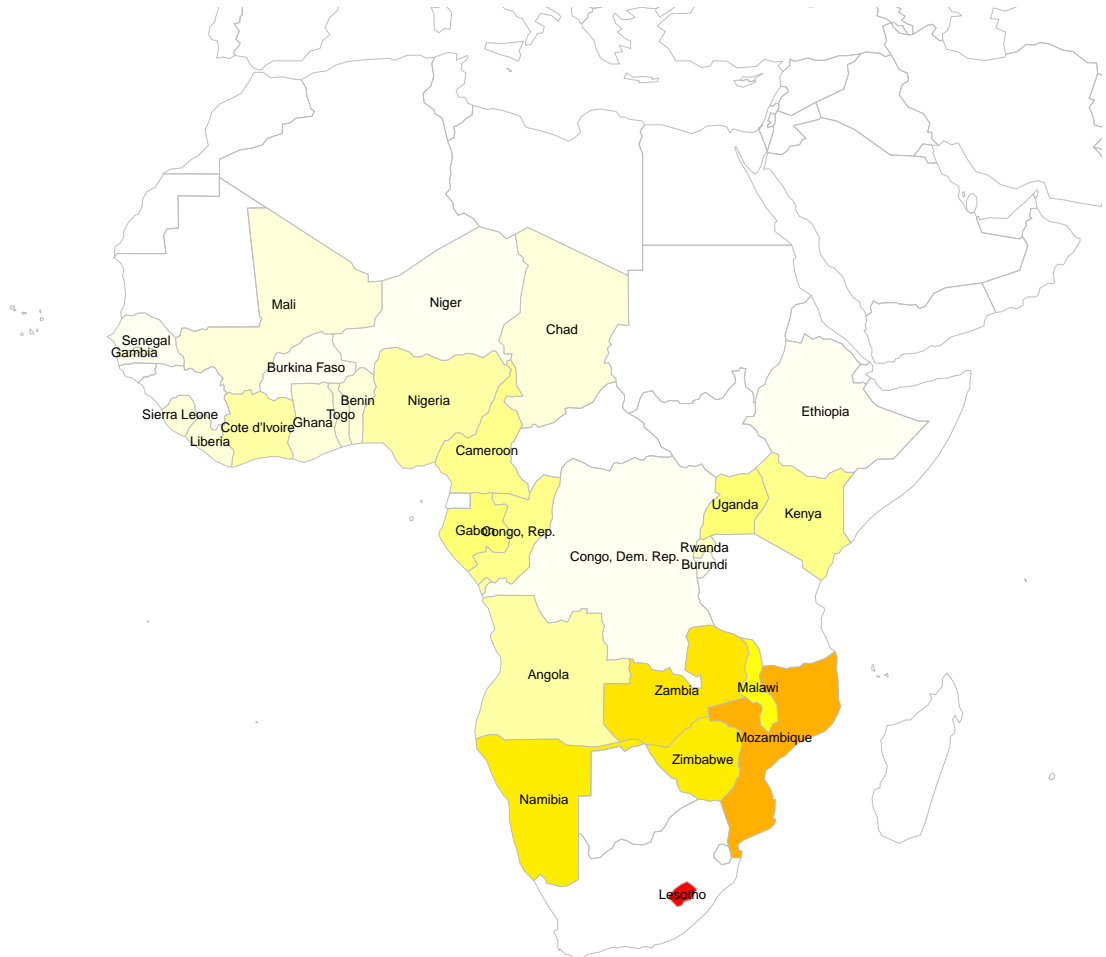 Mali
Niger
Chad
Senegal
Gambia
Burkina Faso
Ethiopia
Benin
Nigeria
Sierra Leone
Togo
Ghana
Cote d'Ivoire
Liberia
Cameroon
Uganda
Kenya
Gabon
Congo, Rep.
Rwanda
Congo, Dem. Rep.
Burundi
Angola
Malawi
Zambia
Mozambique
Zimbabwe
Namibia
Lesotho